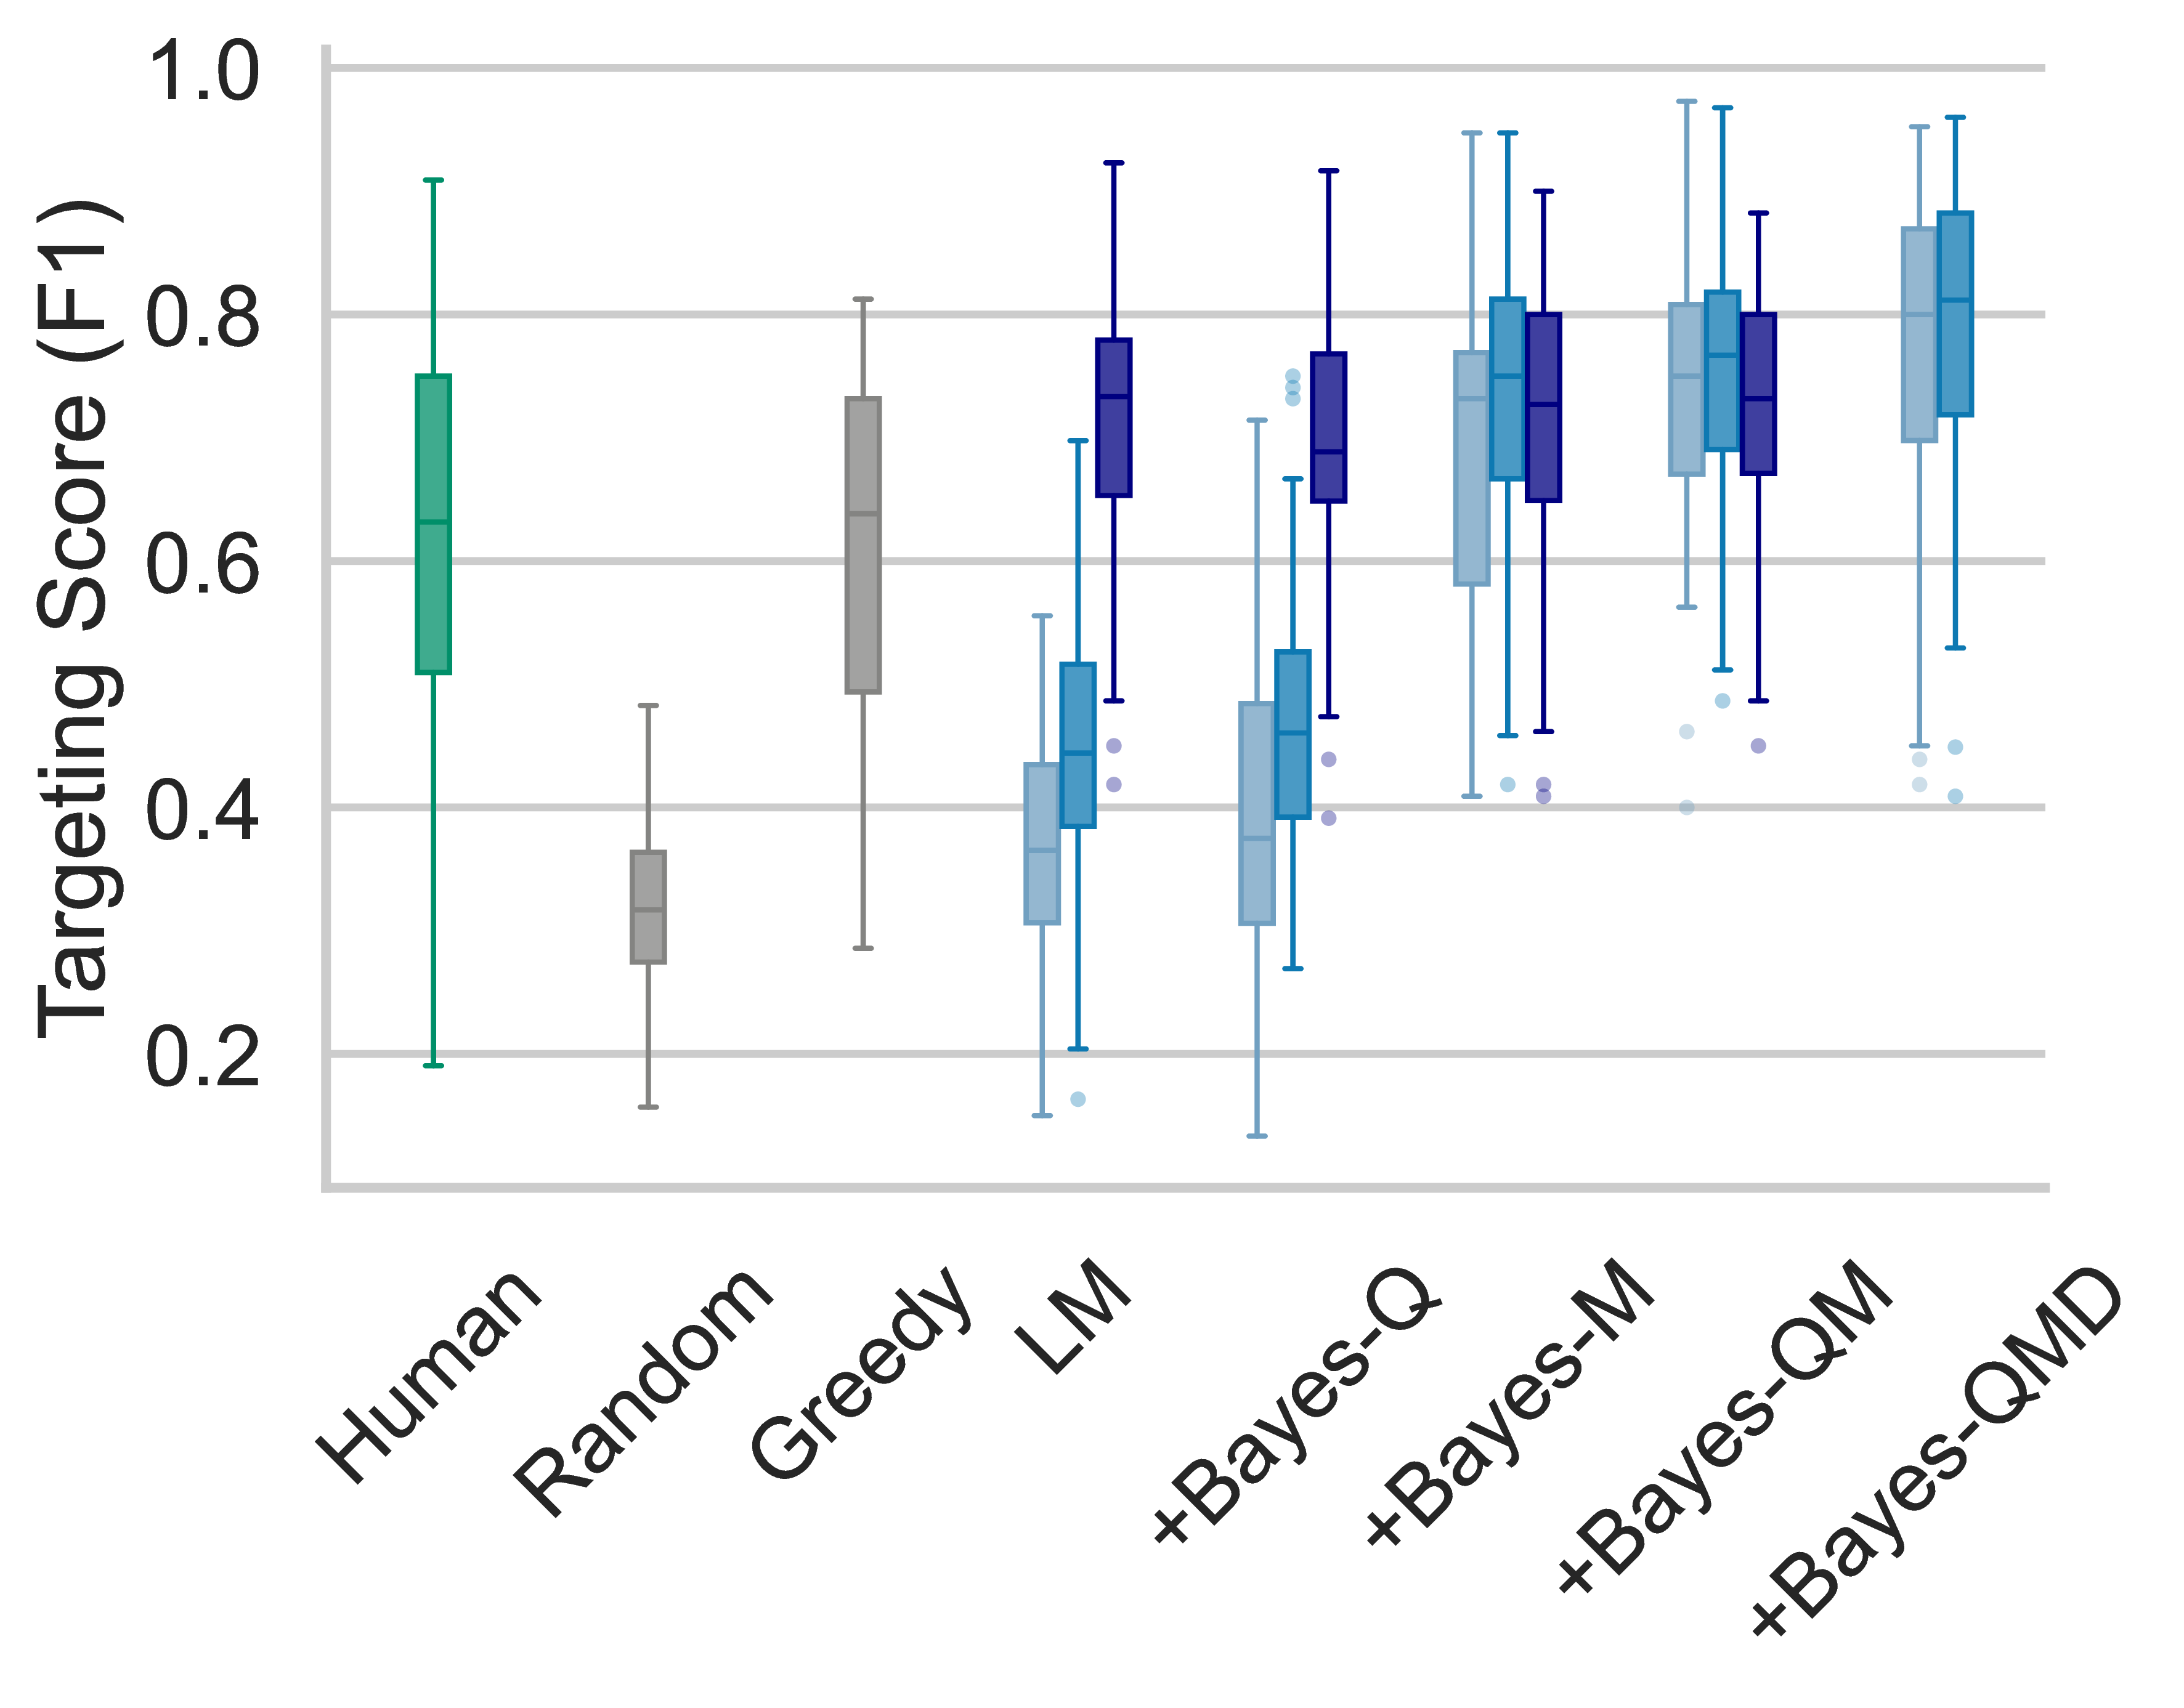 Targeting Score (F1)
1.0
0.8
0.6
0.4
0.2
Human
Random
Greedy
LM
+Bayes-Q
+Bayes-M
+Bayes-QM
+Bayes-QMD